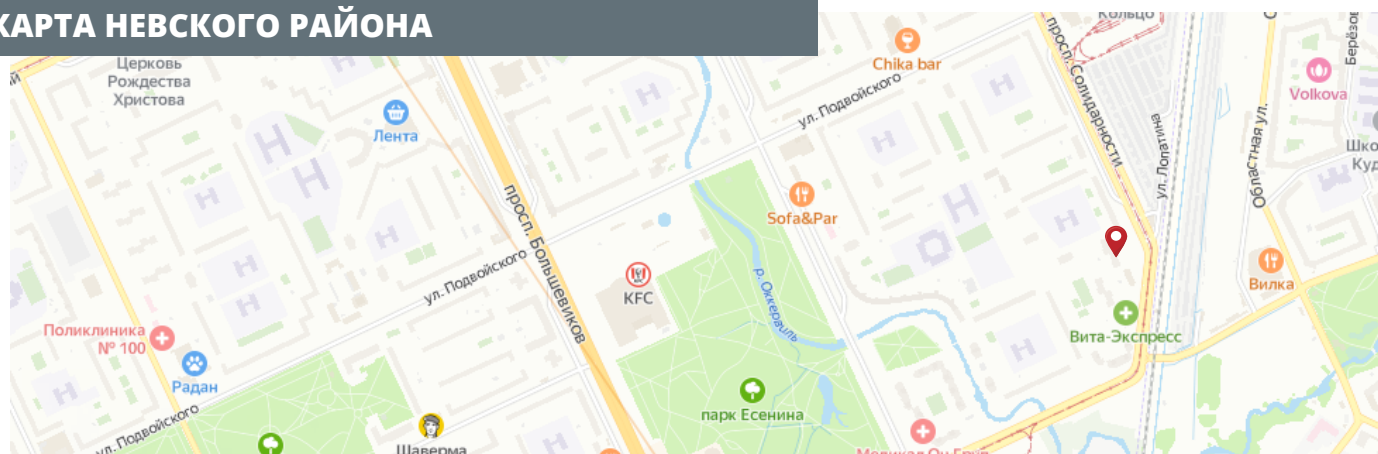 КАРТА НЕВСКОГО РАЙОНА
Кольцо
Церковь
Рождества
Христова
Chika bar
просп. Солидарности
Volkova
ул. Подвойского
Лента
ул. Лопатина
Областная ул.
Sofa&Par
просп. Большевиков
ул. Подвойского
р. Оккервиль
KFC
Вилка
Поликлиника
№ 100
Вита-Экспресс
Радан
парк Есенина
ул. Подвойского
Шаверма